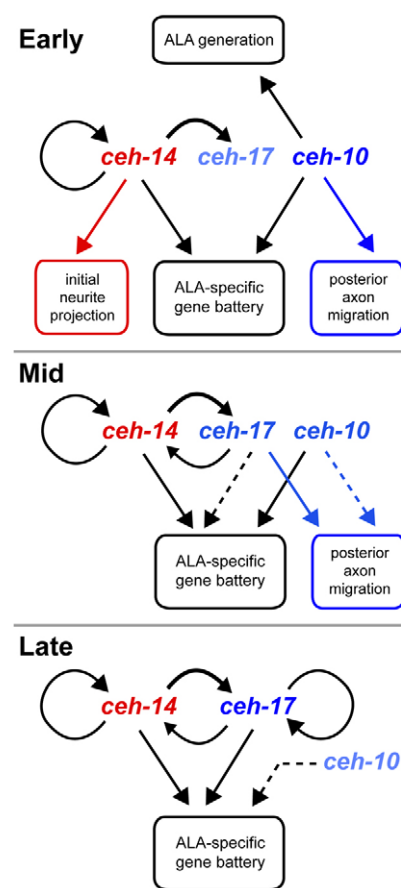 Early
ALA generation
ceh-14 ceh-17 ceh-10
initial
neurite
projection
ALA-specific
gene battery
posterior
axon
migration
Mid
ceh-14 ceh-17 ceh-10
ALA-specific
gene battery
posterior
axon
migration
Late
ceh-14 ceh-17
ceh-10
ALA-specific
gene battery